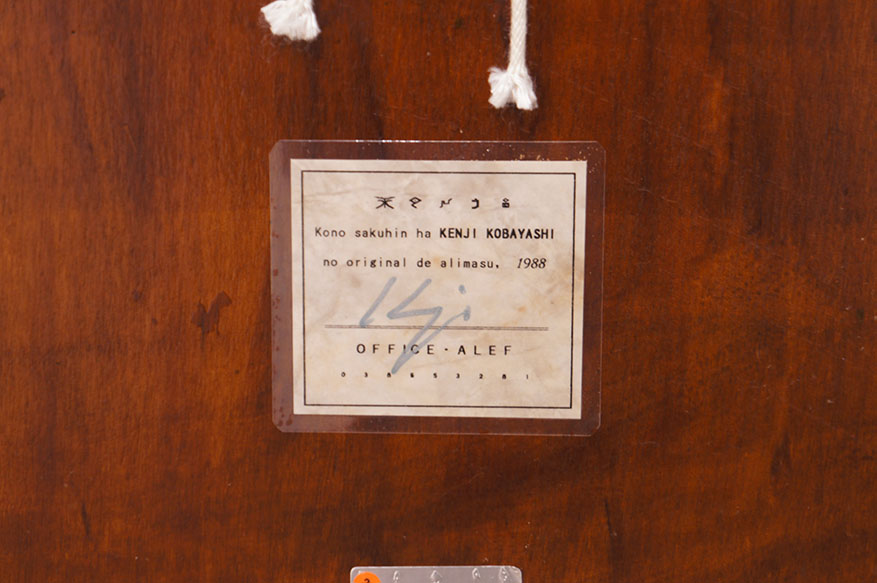 Kono sakuhin ha KENJI KOBAYASHI
no original de alimasu, 1988
OFFICE·ALEF